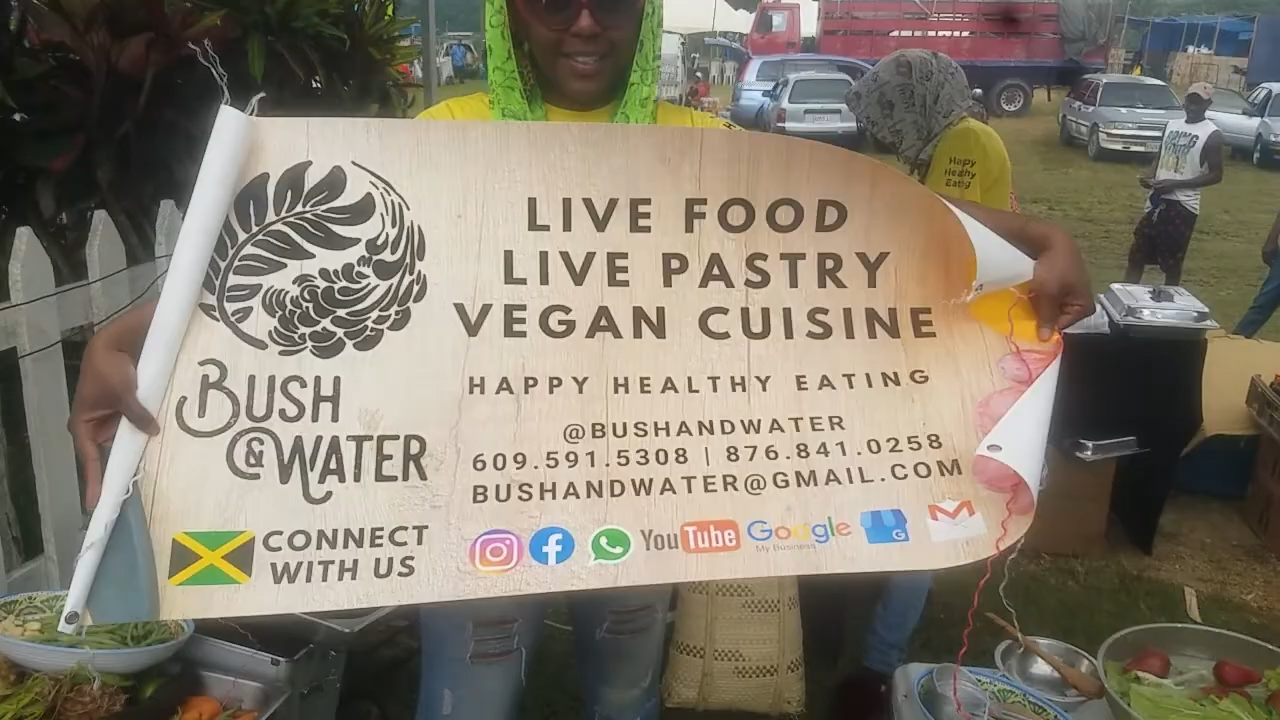 LIVE FOOD
LIVE PASTRY
VEGAN CUISINE
HAPPY HEALTHY EATING
@BUSHANDWATER
609.591.5308 | 876.841.0258
BUSHANDWATER@GMAIL.COM
BUSH
& WATER
CONNECT
WITH US
YouTube
Google
My Business
G
Happy
Healthy
Eating